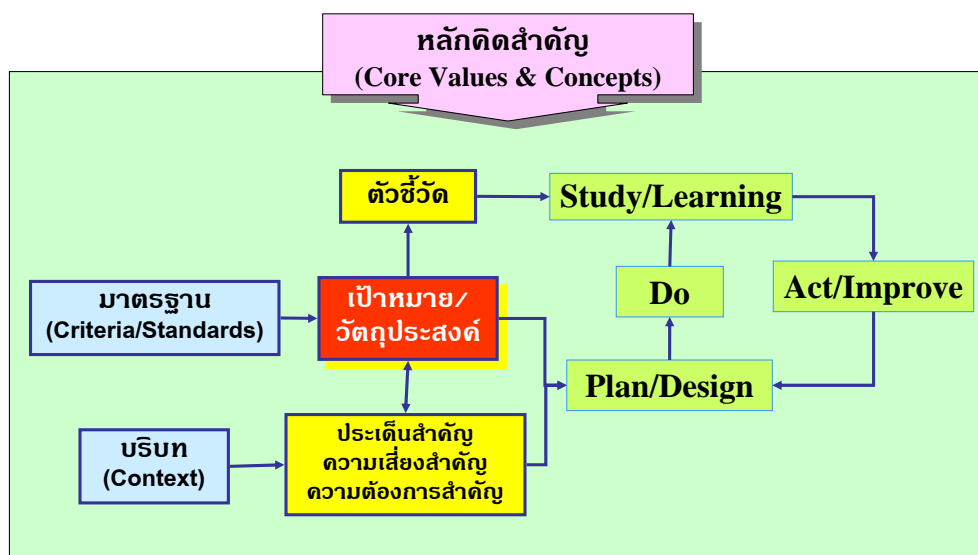 หลักคิดสำคัญ
(Core Values & Concepts)
ตัวชี้วัด
Study/Learning
มาตรฐาน
(Criteria/Standards)
เป้าหมาย/
วัตถุประสงค์
Do
Act/Improve
Plan/Design
บริบท
(Context)
ประเด็นสำคัญ
ความเสี่ยงสำคัญ
ความต้องการสำคัญ